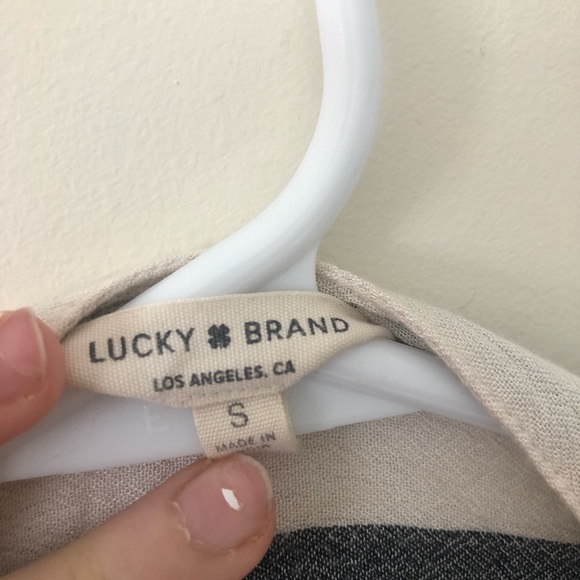 LUCKY BRAND
LOS ANGELES, CA
S
MADE IN